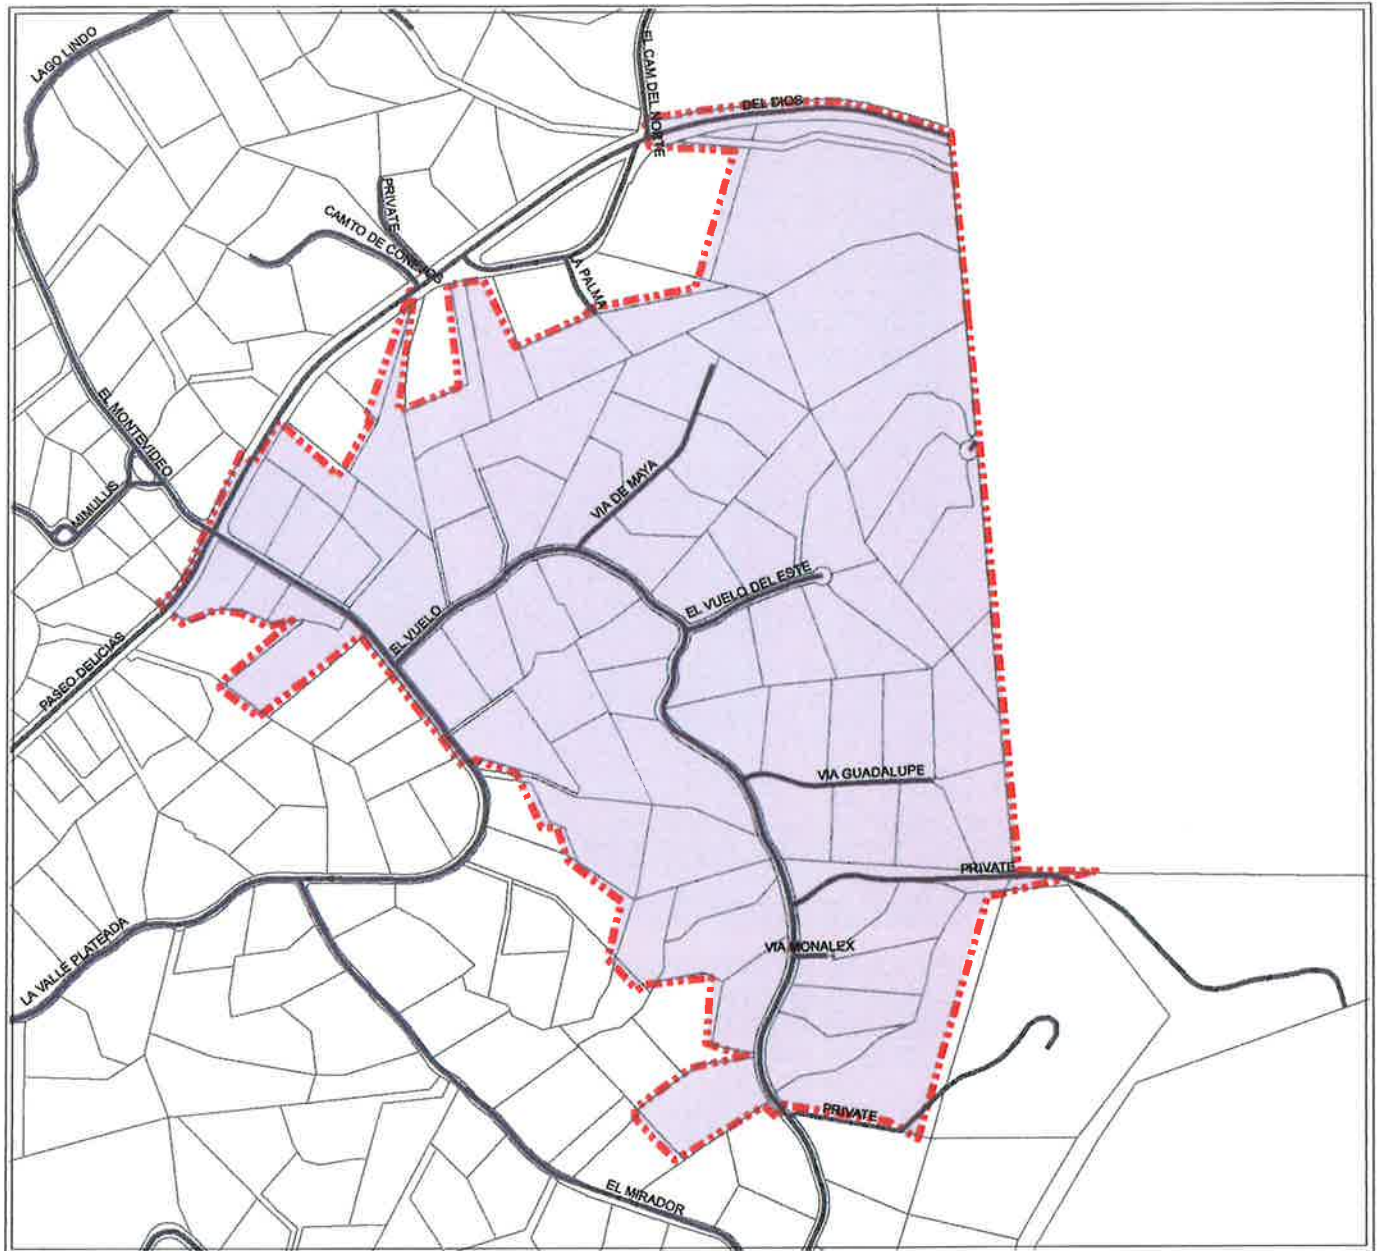 LAGO LINDO
EL CAM DEL NORTE
DEL DIOS
PRIVATE
CAMTO DE CONEJOS
LA PALMA
EL MONTEVIDEO
MIMULUS
VIA DE MAYA
EL VUELO DEL ESTE
EL VUELO
PASEO DELICIAS
VIA GUADALUPE
PRIVATE
LA VALLE PLATEADA
VIA MONALEX
PRIVATE
EL MIRADOR